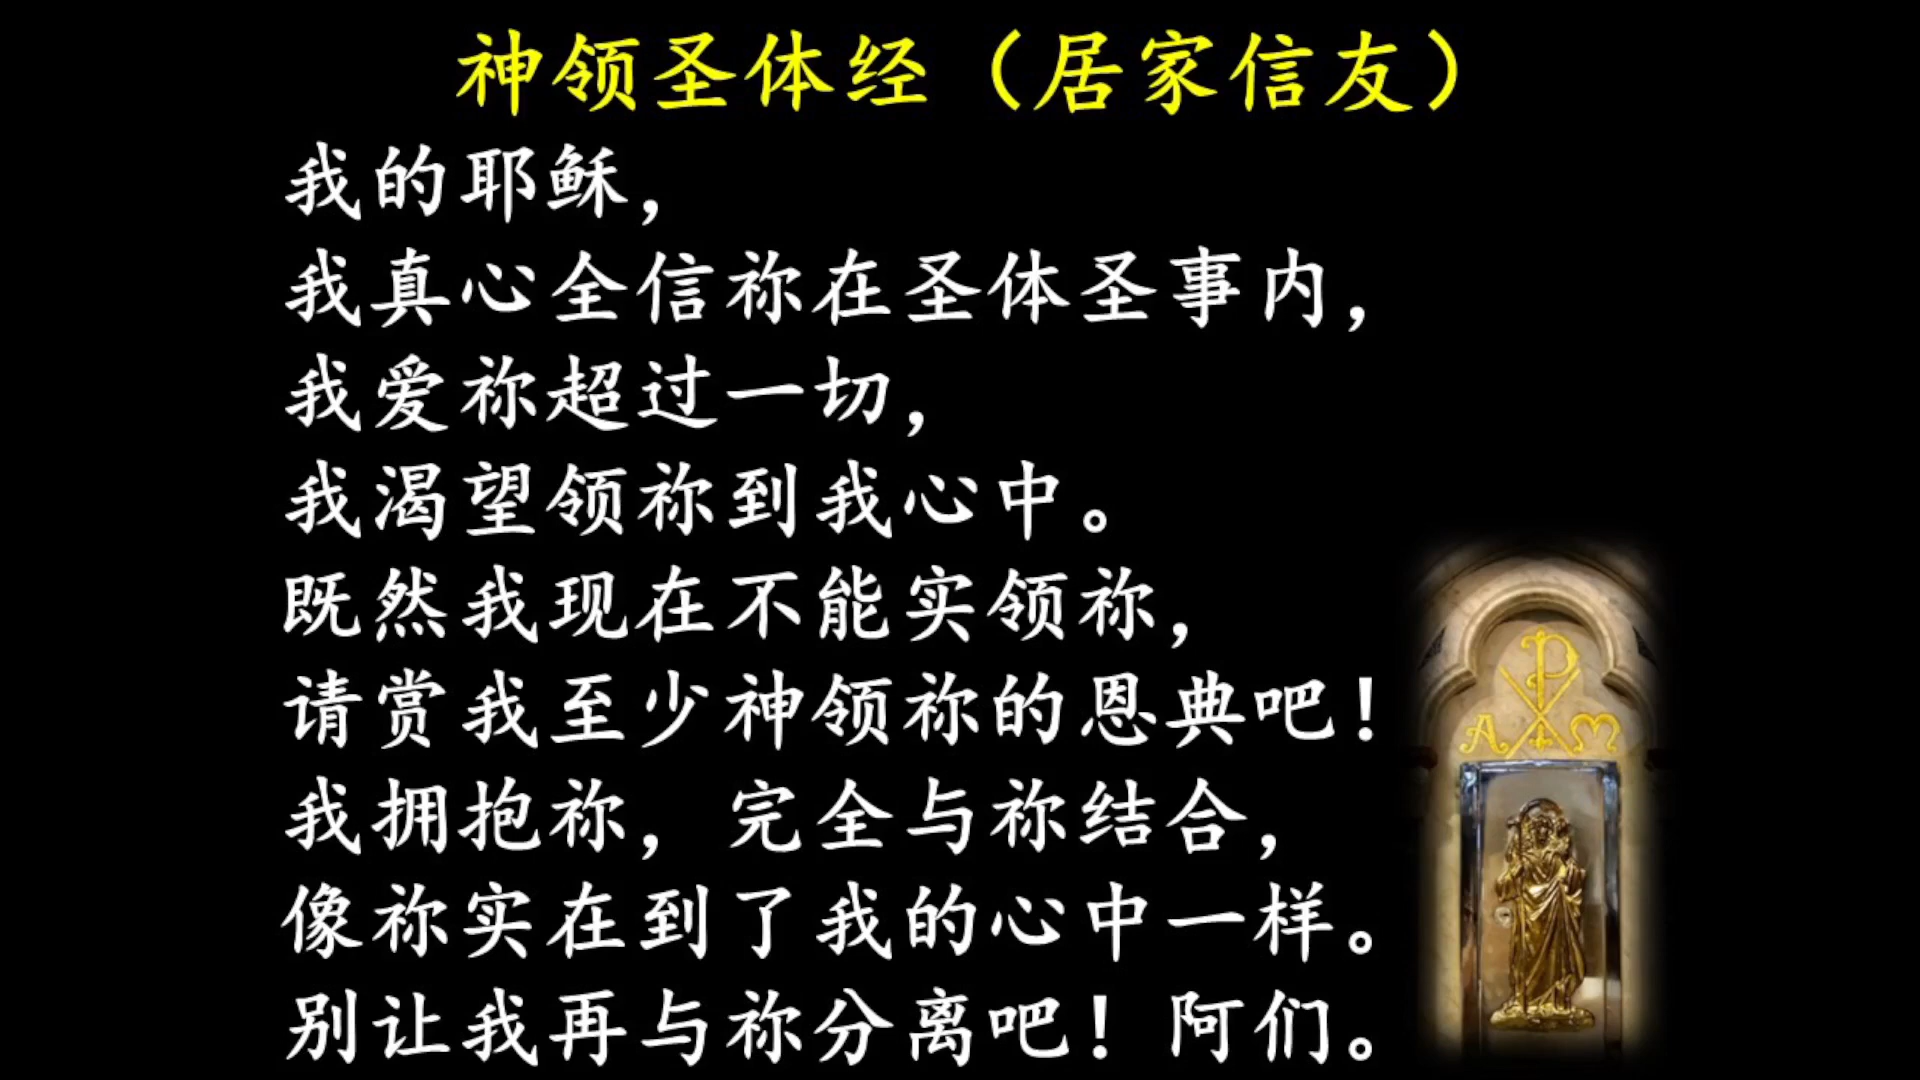 神领圣体经（居家信友）
我的耶稣，
我真心全信祢在圣体圣事内，
我爱祢超过一切，
我渴望领祢到我心中。
既然我现在不能实领祢，
请赏我至少神领祢的恩典吧！
我拥抱祢，完全与祢结合，
像祢实在到了我的心中一样。
别让我再与祢分离吧！阿们。
P
A M